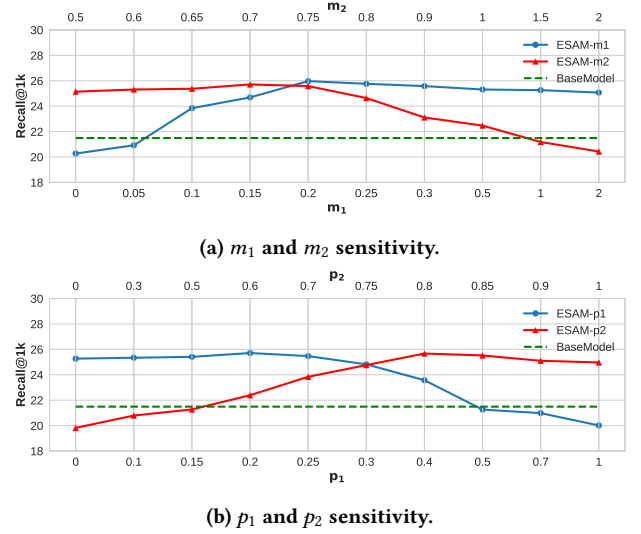 m2
0.5 0.6 0.65 0.7 0.75 0.8 0.9 1 1.5 2
30
28
26
24
22
20
18
Recall@1k
ESAM-m1
ESAM-m2
BaseModel
0 0.05 0.1 0.15 0.2 0.25 0.3 0.5 1 2
m1
(a) m1 and m2 sensitivity.
p2
0 0.3 0.5 0.6 0.7 0.75 0.8 0.85 0.9 1
30
28
26
24
22
20
18
Recall@1k
ESAM-p1
ESAM-p2
BaseModel
0 0.1 0.15 0.2 0.25 0.3 0.4 0.5 0.7 1
p1
(b) p1 and p2 sensitivity.